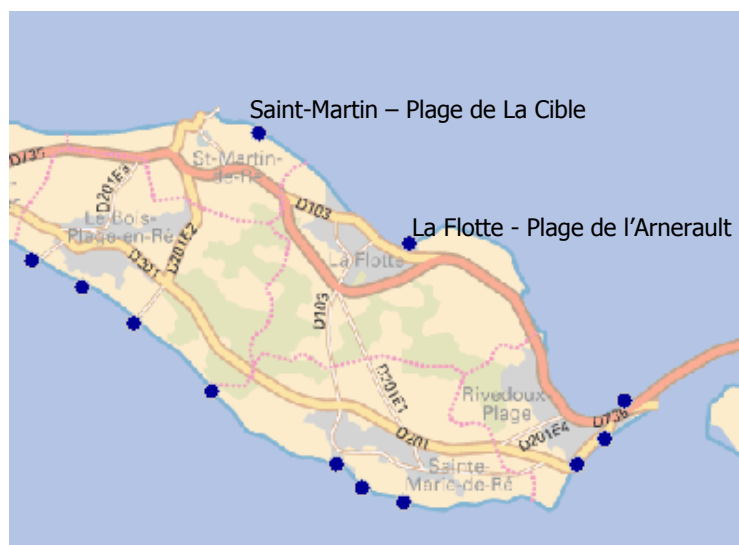 Saint-Martin – Plage de La Cible
D735
St-Martin-
de-Ré
D201E3
D103
Le Bois-
Plage-en-Ré
D201E2
La Flotte - Plage de l'Arnerault
La Flotte
D201
D103
D201E1
Rivedoux-
Plage
D735
D201E4
D201
Sainte-
Marie-de-Ré